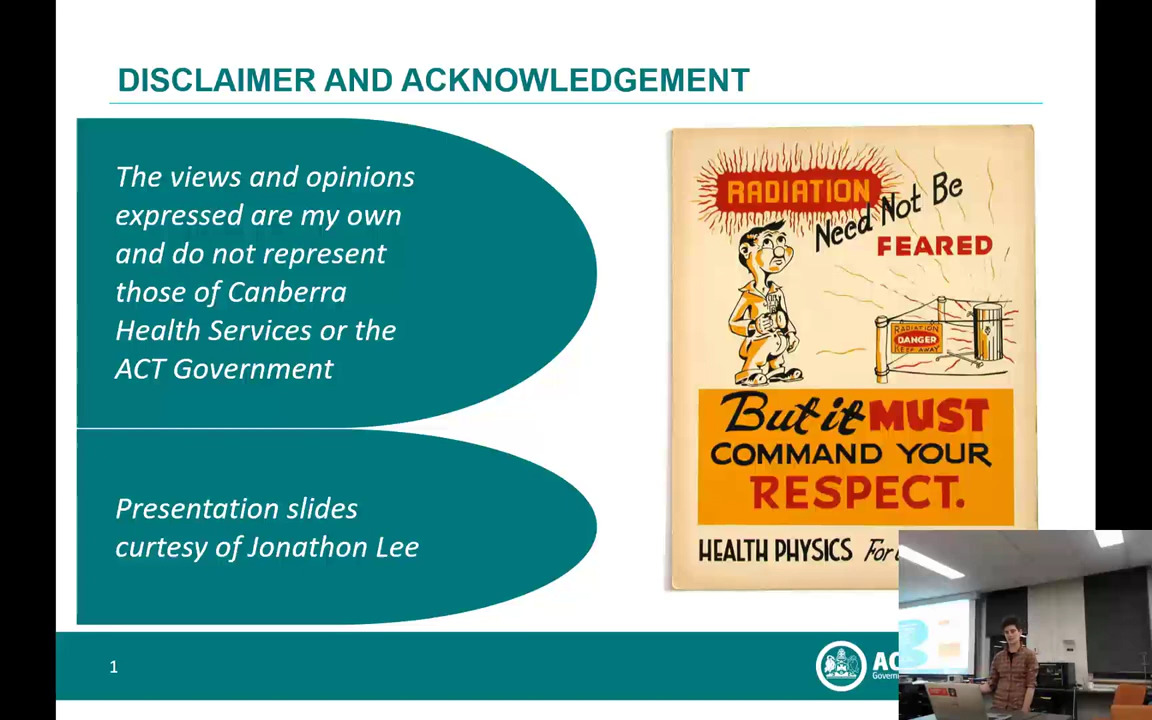 DISCLAIMER AND ACKNOWLEDGEMENT
The views and opinions
expressed are my own
and do not represent
those of Canberra
Health Services or the
ACT Government
Presentation slides
curtesy of Jonathon Lee
RADIATION
Need Not Be
FEARED
RADIATION
DANGER
KEEP AWAY
But it MUST
COMMAND YOUR
RESPECT.
HEALTH PHYSICS For
1